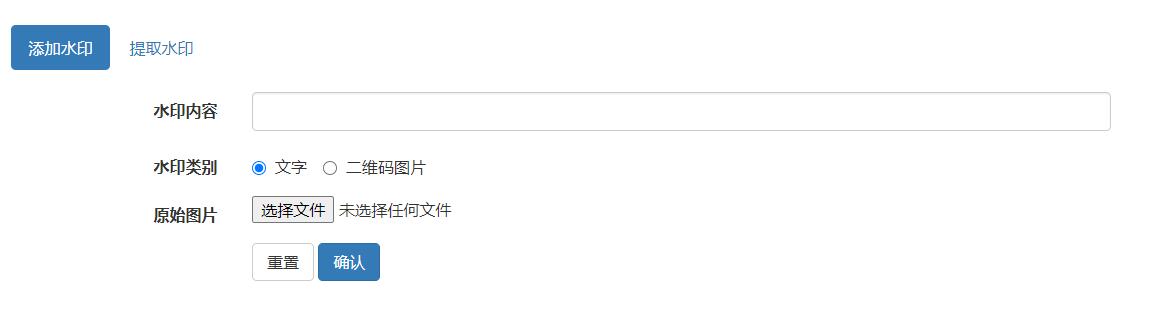 添加水印 提取水印
水印内容
水印类别 文字 二维码图片
原始图片 选择文件 未选择任何文件
重置 确认